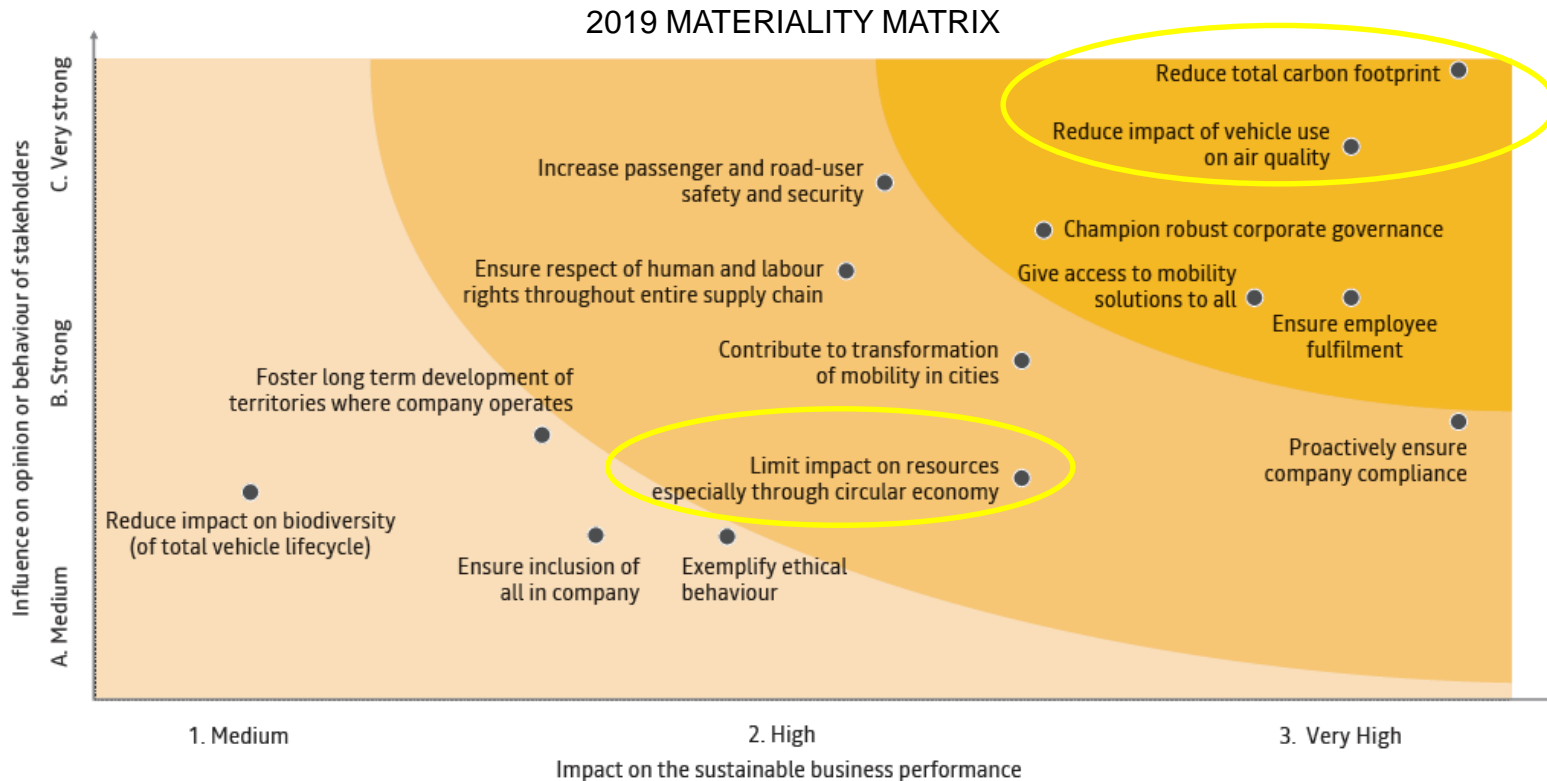 2019 MATERIALITY MATRIX
Influence on opinion or behaviour of stakeholders
C. Very strong
B. Strong
A. Medium
Reduce total carbon footprint
Reduce impact of vehicle use
on air quality
Increase passenger and road-user
safety and security
Champion robust corporate governance
Ensure respect of human and labour
rights throughout entire supply chain
Give access to mobility
solutions to all
Ensure employee
fulfilment
Contribute to transformation
of mobility in cities
Foster long term development of
territories where company operates
Proactively ensure
company compliance
Limit impact on resources
especially through circular economy
Reduce impact on biodiversity
(of total vehicle lifecycle)
Ensure inclusion of
all in company
Exemplify ethical
behaviour
1. Medium
2. High
3. Very High
Impact on the sustainable business performance